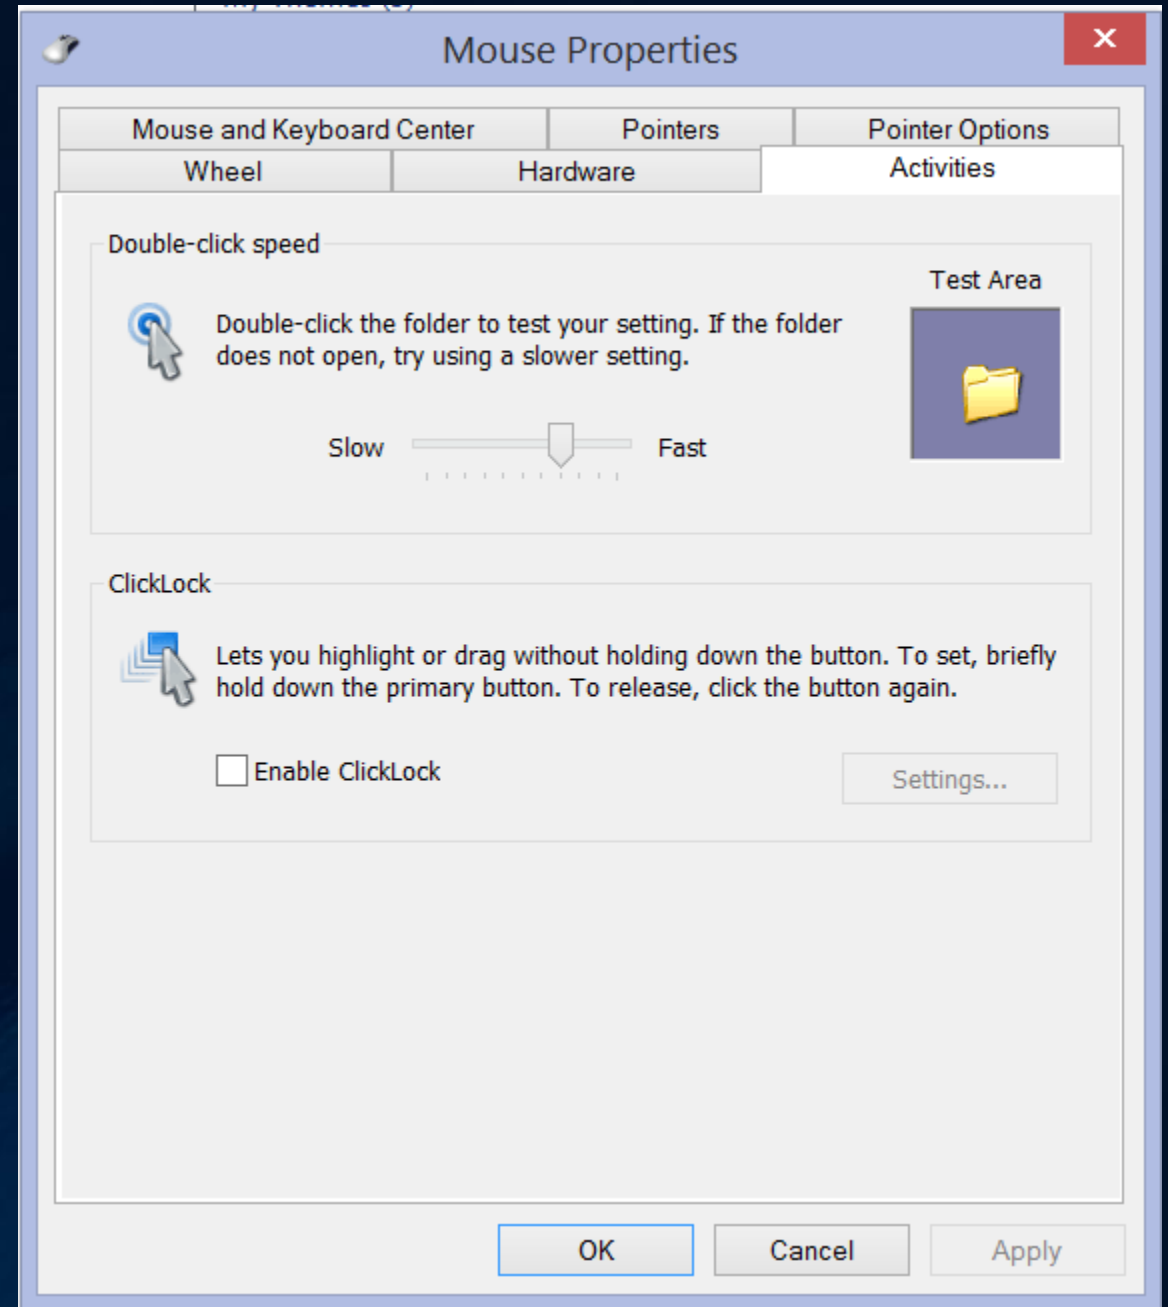 Mouse Properties
Mouse and Keyboard Center Pointers Pointer Options
Wheel Hardware Activities
Double-click speed
Test Area
Double-click the folder to test your setting. If the folder
does not open, try using a slower setting.
Slow Fast
ClickLock
Lets you highlight or drag without holding down the button. To set, briefly
hold down the primary button. To release, click the button again.
Enable ClickLock
Settings...
OK Cancel Apply